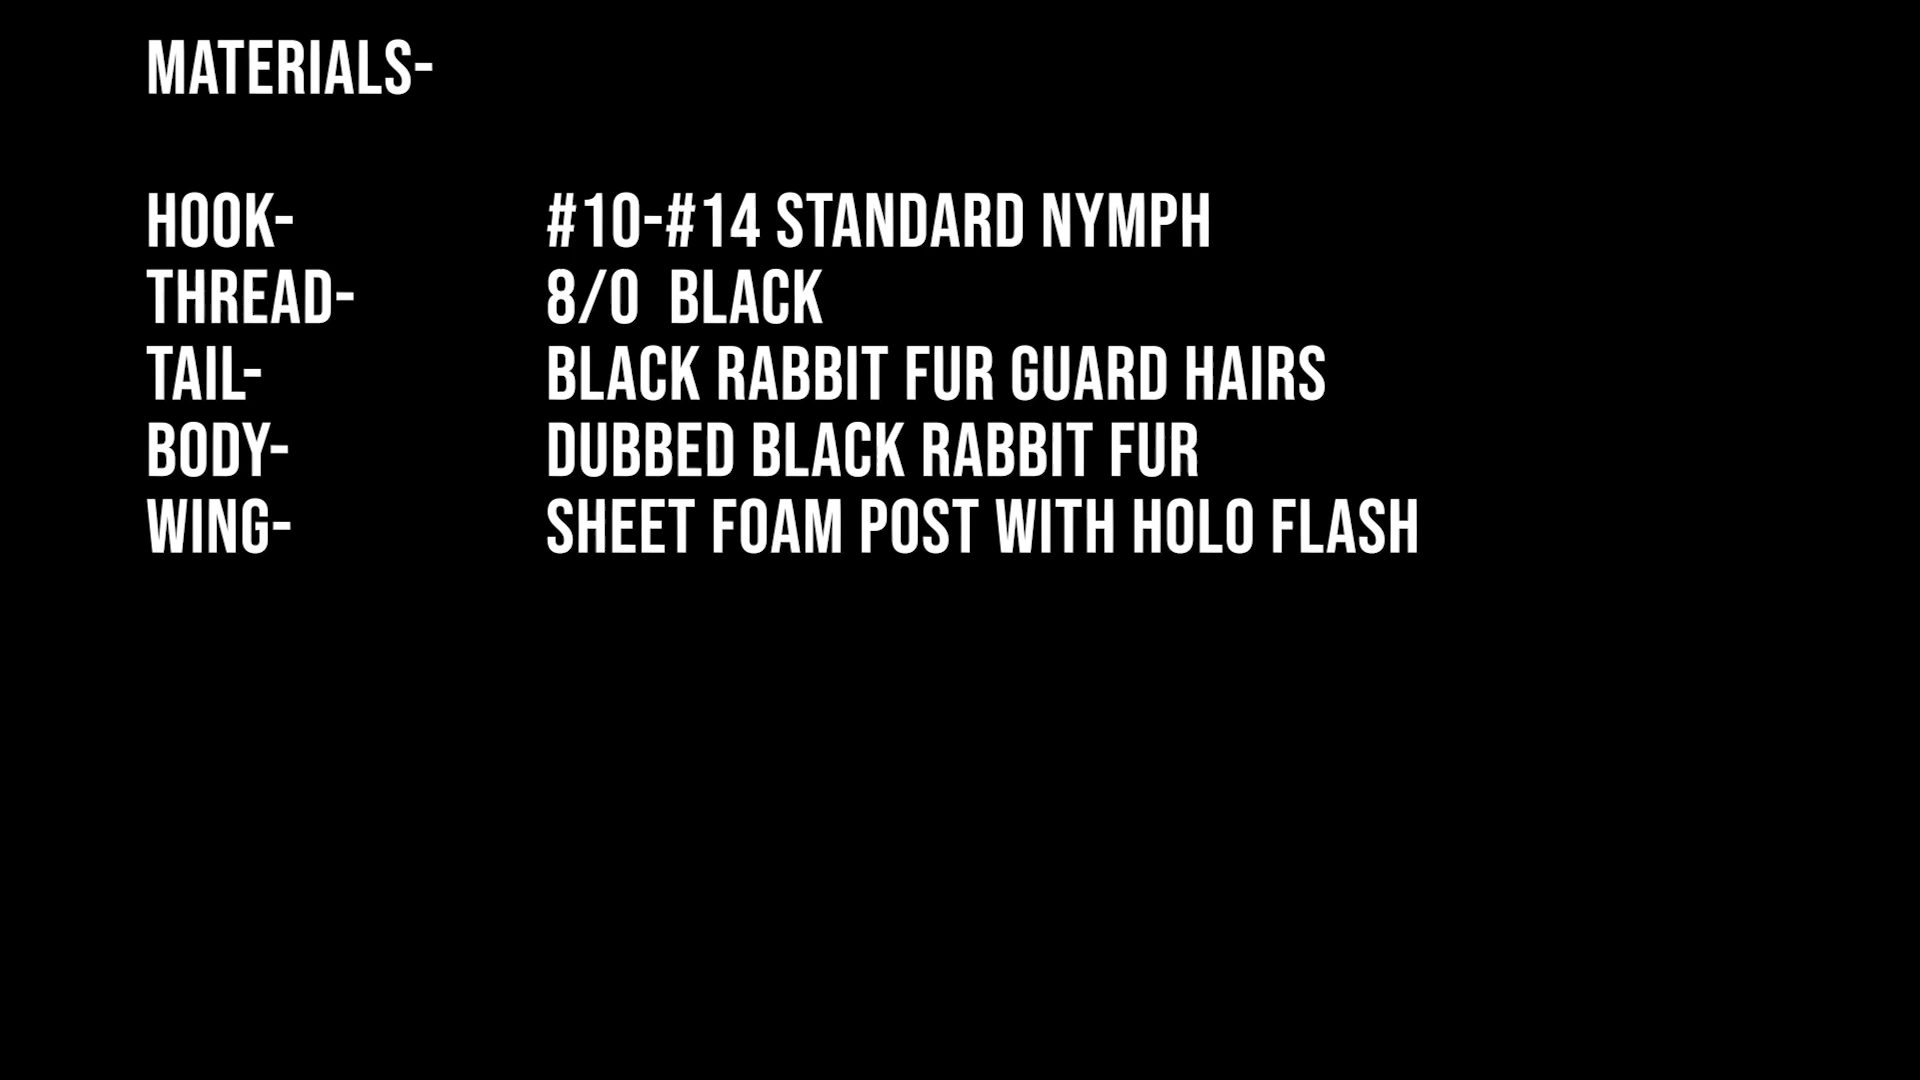 MATERIALS-
HOOK- #10-#14 STANDARD NYMPH
THREAD- 8/0 BLACK
TAIL- BLACK RABBIT FUR GUARD HAIRS
BODY- DUBBED BLACK RABBIT FUR
WING- SHEET FOAM POST WITH HOLO FLASH